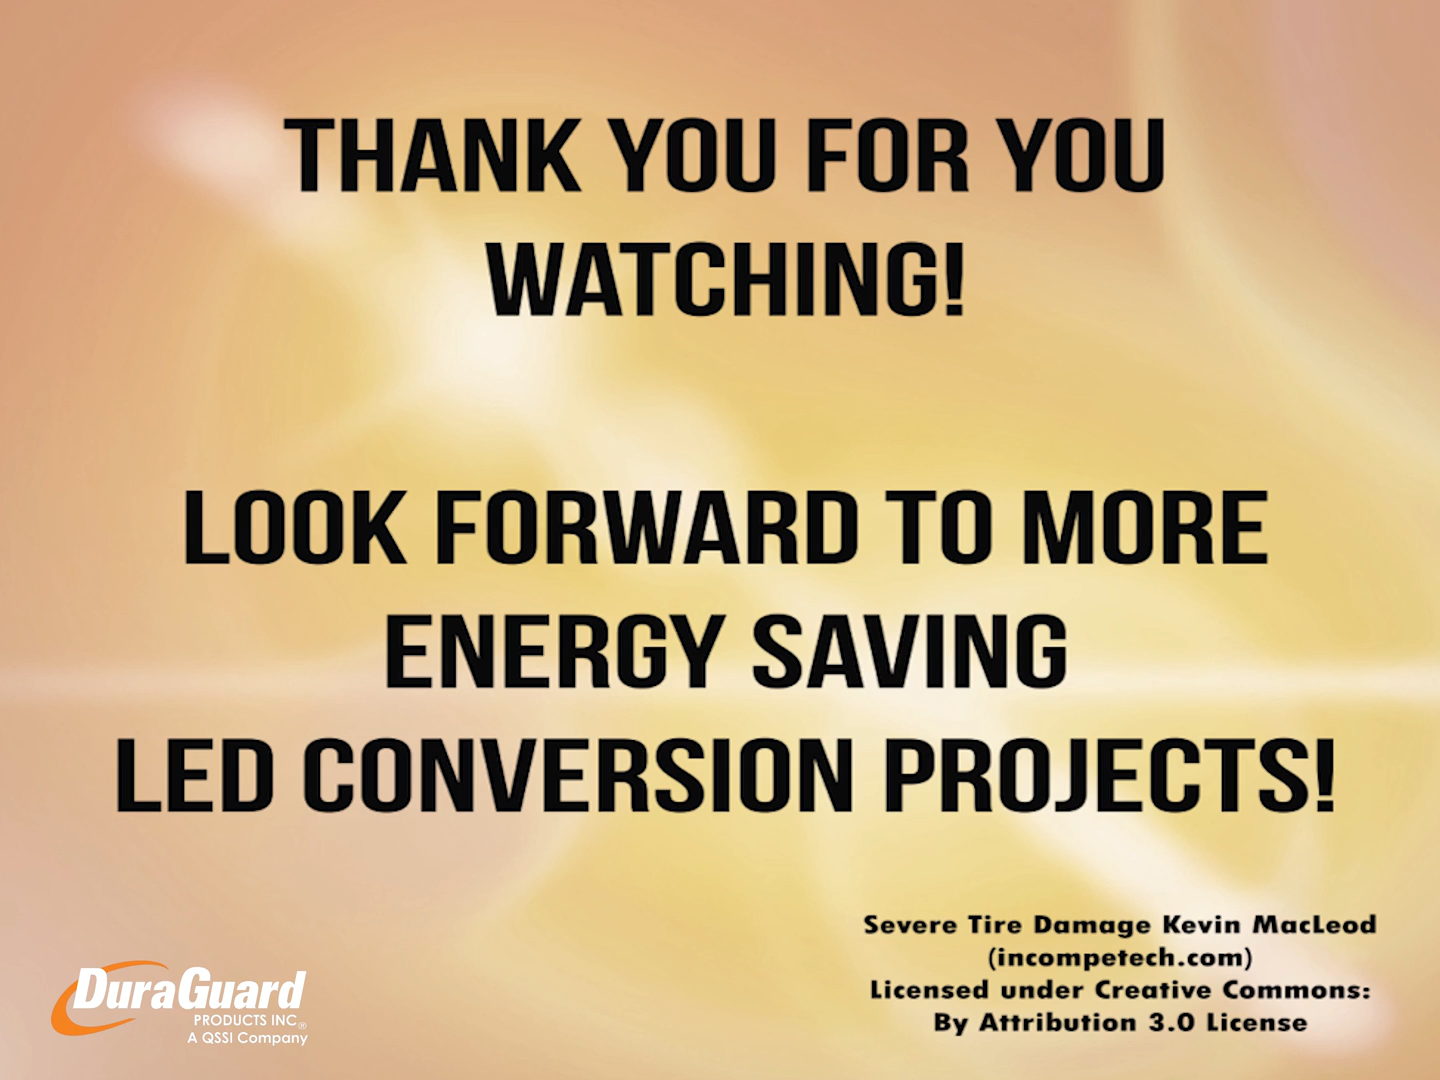 THANK YOU FOR YOU
WATCHING!
LOOK FORWARD TO MORE
ENERGY SAVING
LED CONVERSION PROJECTS!
Severe Tire Damage Kevin MacLeod
(incompetech.com)
Licensed under Creative Commons:
By Attribution 3.0 License
DuraGuard
PRODUCTS INC®
A QSSI Company